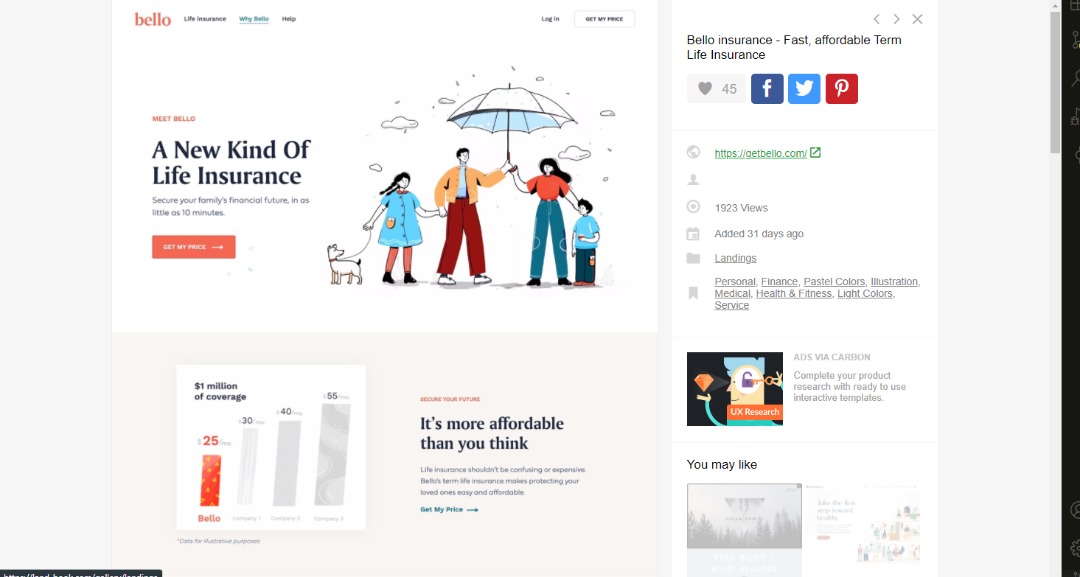 bello
Life insurance
Why Bello
Help
Log in
GET MY PRICE
MEET BELLO
A New Kind Of
Life Insurance
Secure your family's financial future, in as
little as 10 minutes.
GET MY PRICE
$1 million
of coverage
$25/mo
$30/mo
$40/mo
$55/mo
Bello
Company 1
Company 2
Company 3
*Data for illustrative purposes
SECURE YOUR FUTURE
It's more affordable
than you think
Life insurance shouldn't be confusing or expensive.
Bello's term life insurance makes protecting your
loved ones easy and affordable.
Get My Price
Bello insurance - Fast, affordable Term
Life Insurance
45
https://getbello.com/
1923 Views
Added 31 days ago
Landings
Personal, Finance, Pastel Colors, Illustration,
Medical, Health & Fitness, Light Colors,
Service
UX Research
ADS VIA CARBON
Complete your product
research with ready to use
interactive templates.
You may like
Take the first
step toward
healthy.